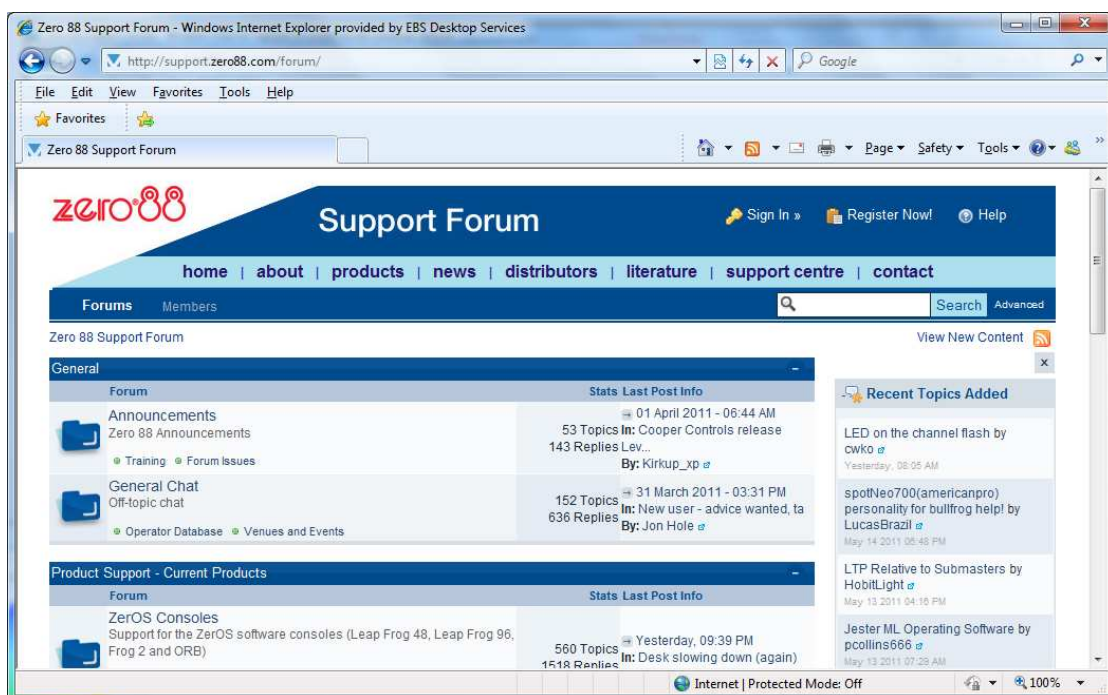 Zero 88 Support Forum - Windows Internet Explorer provided by EBS Desktop Services
http://support.zero88.com/forum/
Google
File Edit View Favorites Tools Help
Favorites
Zero 88 Support Forum
Page Safety Tools
zero88
Support Forum
Sign In »
Register Now!
Help
home | about | products | news | distributors | literature | support centre | contact
Forums Members
Search Advanced
Zero 88 Support Forum
View New Content
General
Forum Stats Last Post Info
Announcements
Zero 88 Announcements
Training Forum Issues
53 Topics
143 Replies
01 April 2011 - 06:44 AM
In: Cooper Controls release
Lev...
By: Kirkup_xp
General Chat
Off-topic chat
Operator Database Venues and Events
152 Topics
636 Replies
31 March 2011 - 03:31 PM
In: New user - advice wanted, ta
By: Jon Hole
Product Support - Current Products
Forum Stats Last Post Info
ZerOS Consoles
Support for the ZerOS software consoles (Leap Frog 48, Leap Frog 96,
Frog 2 and ORB)
560 Topics
1518 Replies
Yesterday, 09:39 PM
In: Desk slowing down (again)
Recent Topics Added
LED on the channel flash by
cwko
Yesterday, 08:05 AM
spotNeo700(americanpro)
personality for bullfrog help! by
LucasBrazil
May 14 2011 05:48 PM
LTP Relative to Submasters by
HobitLight
May 13 2011 04:16 PM
Jester ML Operating Software by
pcollins666
May 13 2011 07:29 AM
Internet | Protected Mode: Off
100%